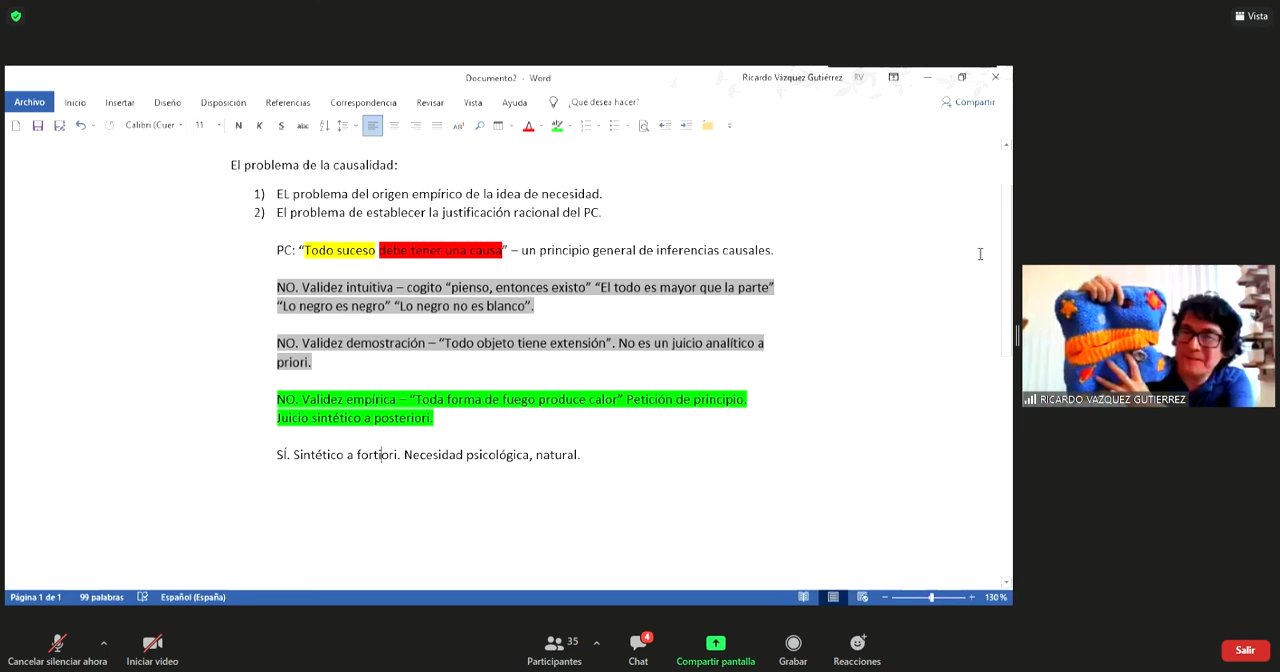 Vista
Documento2 - Word
Ricardo Vázquez Gutiérrez RV
Archivo Inicio Insertar Diseño Disposición Referencias Correspondencia Revisar Vista Ayuda ¿Qué desea hacer? Compartir
Calibri (Cuer 11 N K S abc
El problema de la causalidad:
1) EL problema del origen empírico de la idea de necesidad.
2) El problema de establecer la justificación racional del PC.
PC: “Todo suceso debe tener una causa” – un principio general de inferencias causales.
NO. Validez intuitiva – cogito “pienso, entonces existo” “El todo es mayor que la parte”
“Lo negro es negro” “Lo negro no es blanco”.
NO. Validez demostración – “Todo objeto tiene extensión”. No es un juicio analítico a
priori.
NO. Validez empírica – “Toda forma de fuego produce calor” Petición de principio.
Juicio sintético a posteriori.
SÍ. Sintético a fortiori. Necesidad psicológica, natural.
RICARDO VAZQUEZ GUTIERREZ
Página 1 de 1 99 palabras Español (España) 130 %
Cancelar silenciar ahora Iniciar video Participantes 35 Chat 4 Compartir pantalla Grabar Reacciones Salir